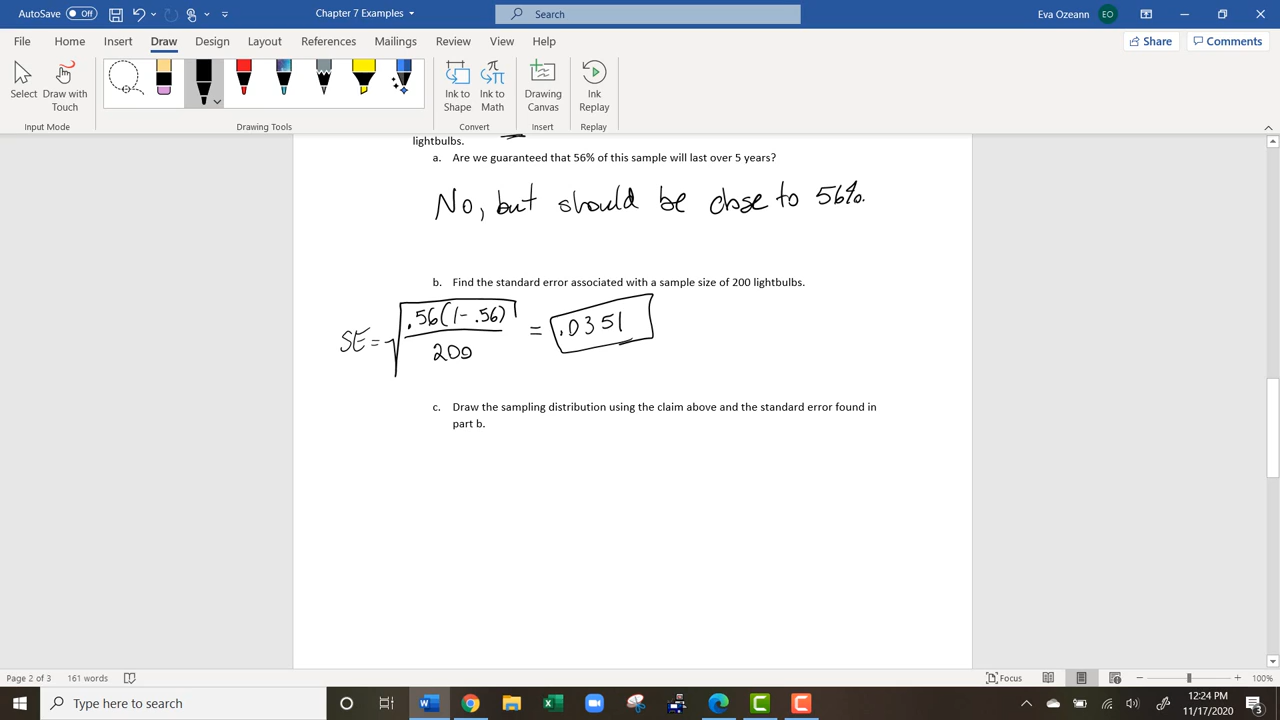 AutoSave Off
Chapter 7 Examples
Search
Eva Ozeann EO
File Home Insert Draw Design Layout References Mailings Review View Help
Share Comments
Select
Draw with Touch
Ink to Shape
Ink to Math
Drawing Canvas
Ink Replay
Input Mode Drawing Tools Convert Insert Replay
lightbulbs.
a. Are we guaranteed that 56% of this sample will last over 5 years?
No, but should be close to 56%.
b. Find the standard error associated with a sample size of 200 lightbulbs.
SE = √ .56(1 - .56) / 200 = .0351
c. Draw the sampling distribution using the claim above and the standard error found in
part b.
Page 2 of 3 161 words Focus 100%
Type here to search
12:24 PM
11/17/2020
3